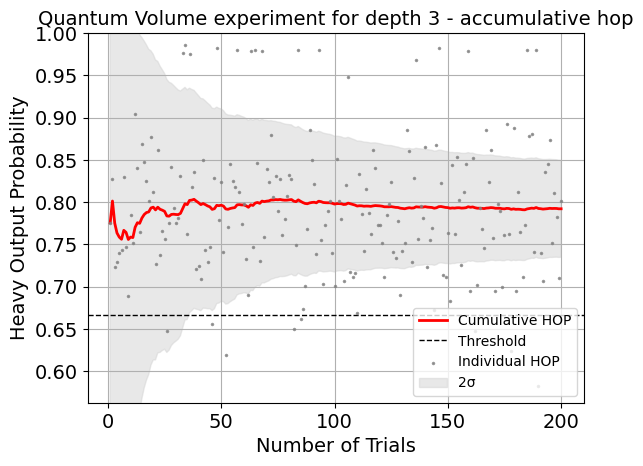 Quantum Volume experiment for depth 3 - accumulative hop
Heavy Output Probability
1.00
0.95
0.90
0.85
0.80
0.75
0.70
0.65
0.60
0
50
100
150
200
Number of Trials
Cumulative HOP
Threshold
Individual HOP
2σ